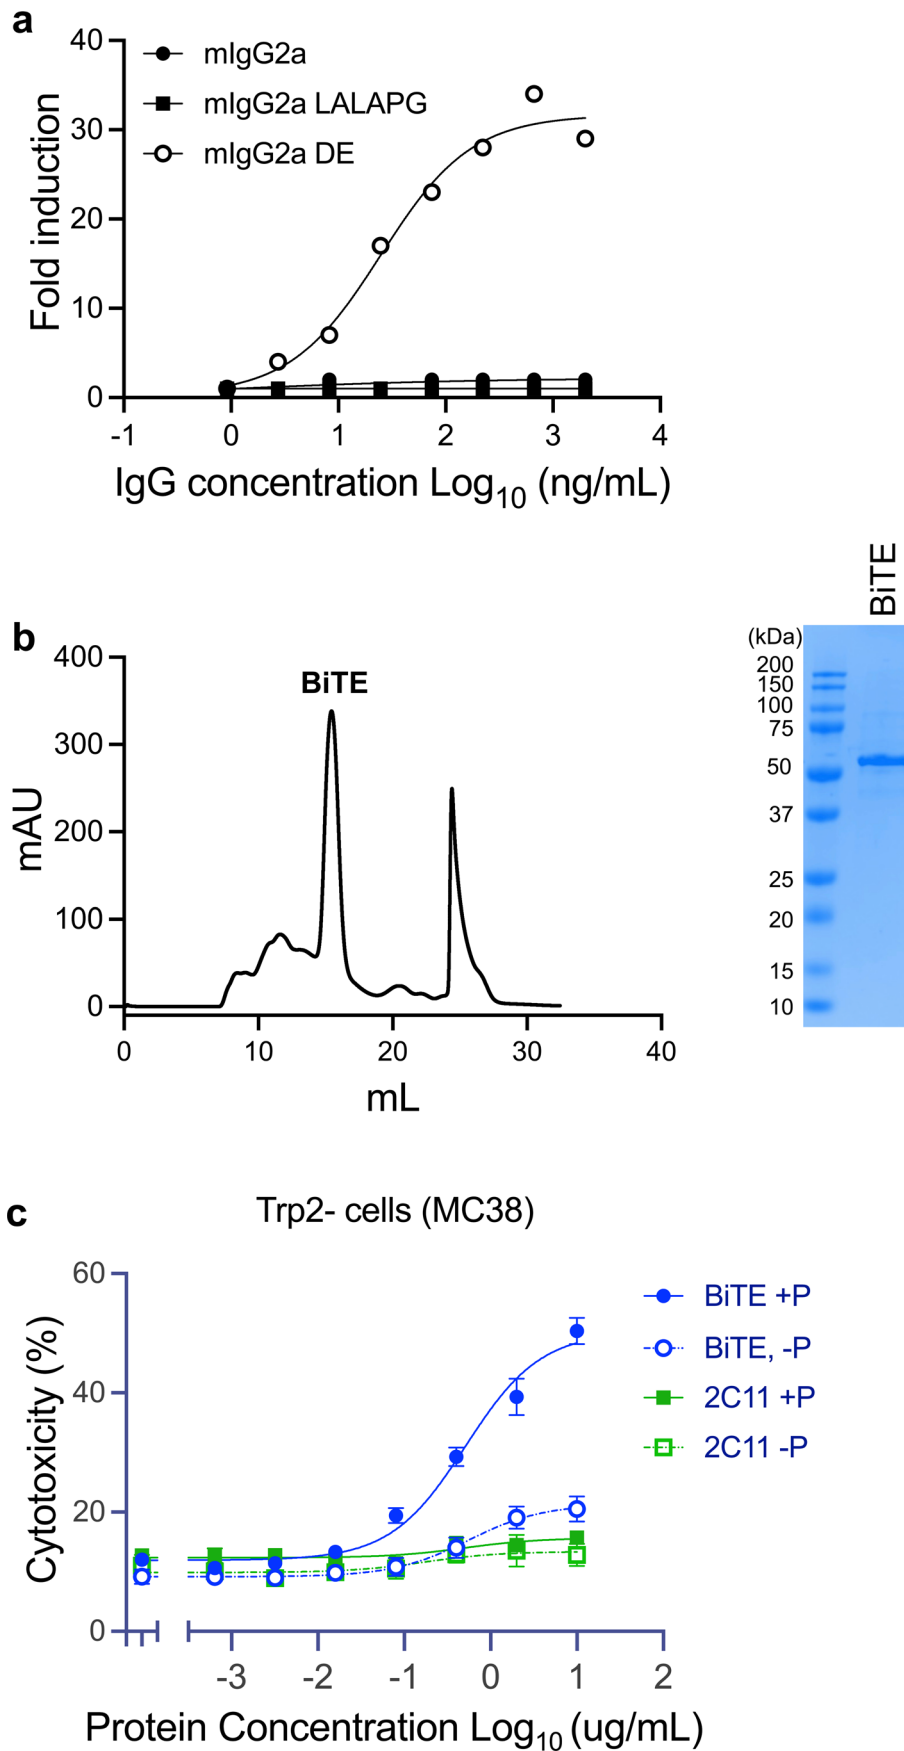 a
40
30
20
10
0
Fold induction
mIgG2a
mIgG2a LALAPG
mIgG2a DE
-1 0 1 2 3 4
IgG concentration Log10 (ng/mL)
b
400
300
200
100
0
mAU
BiTE
0 10 20 30 40
mL
BiTE
(kDa)
200
150
100
75
50
37
25
20
15
10
c
Trp2- cells (MC38)
60
40
20
0
Cytotoxicity (%)
BiTE +P
BiTE, -P
2C11 +P
2C11 -P
-3 -2 -1 0 1 2
Protein Concentration Log10 (ug/mL)